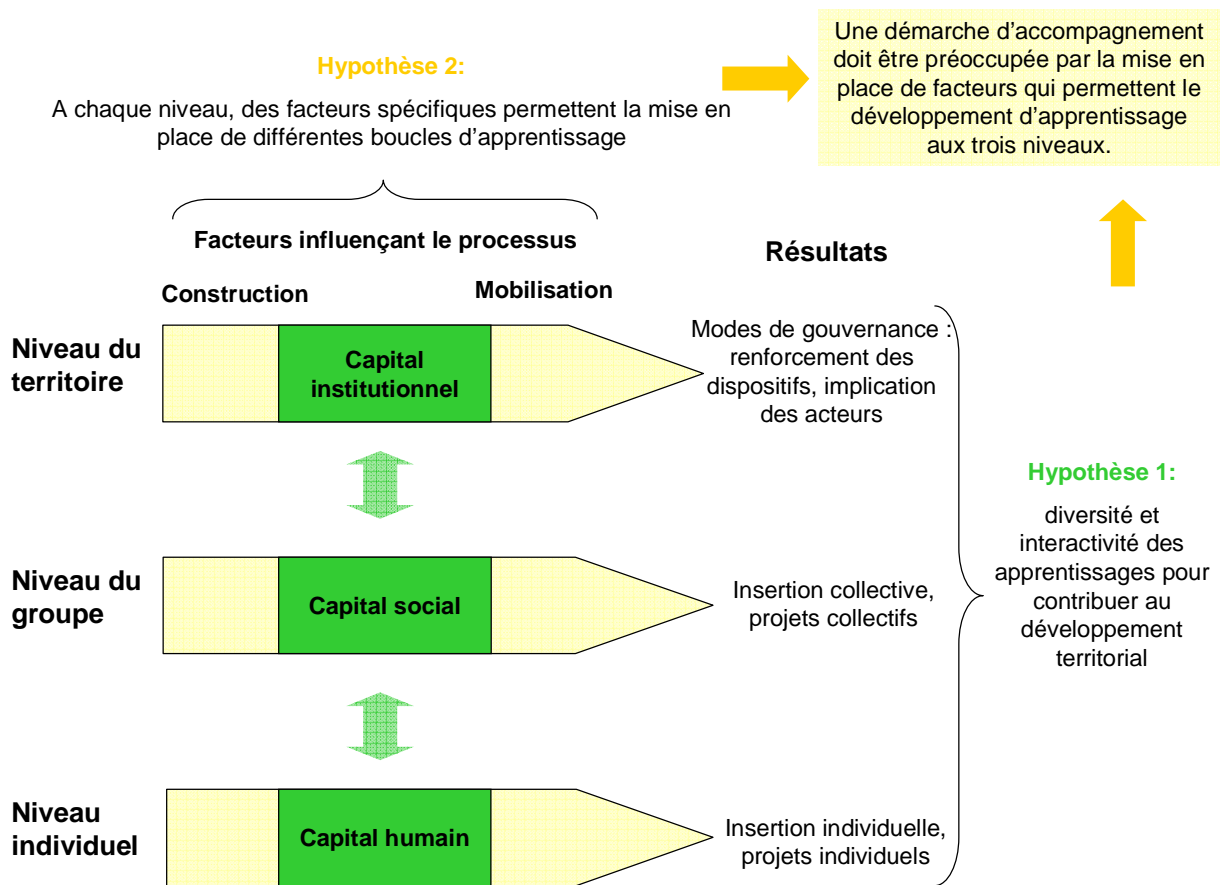 Hypothèse 2:
A chaque niveau, des facteurs spécifiques permettent la mise en
place de différentes boucles d'apprentissage
Une démarche d'accompagnement
doit être préoccupée par la mise en
place de facteurs qui permettent le
développement d'apprentissage
aux trois niveaux.
Facteurs influençant le processus
Résultats
Construction
Mobilisation
Niveau du
territoire
Capital
institutionnel
Modes de gouvernance :
renforcement des
dispositifs, implication
des acteurs
Niveau du
groupe
Capital social
Insertion collective,
projets collectifs
Niveau
individuel
Capital humain
Insertion individuelle,
projets individuels
Hypothèse 1:
diversité et
interactivité des
apprentissages pour
contribuer au
développement
territorial